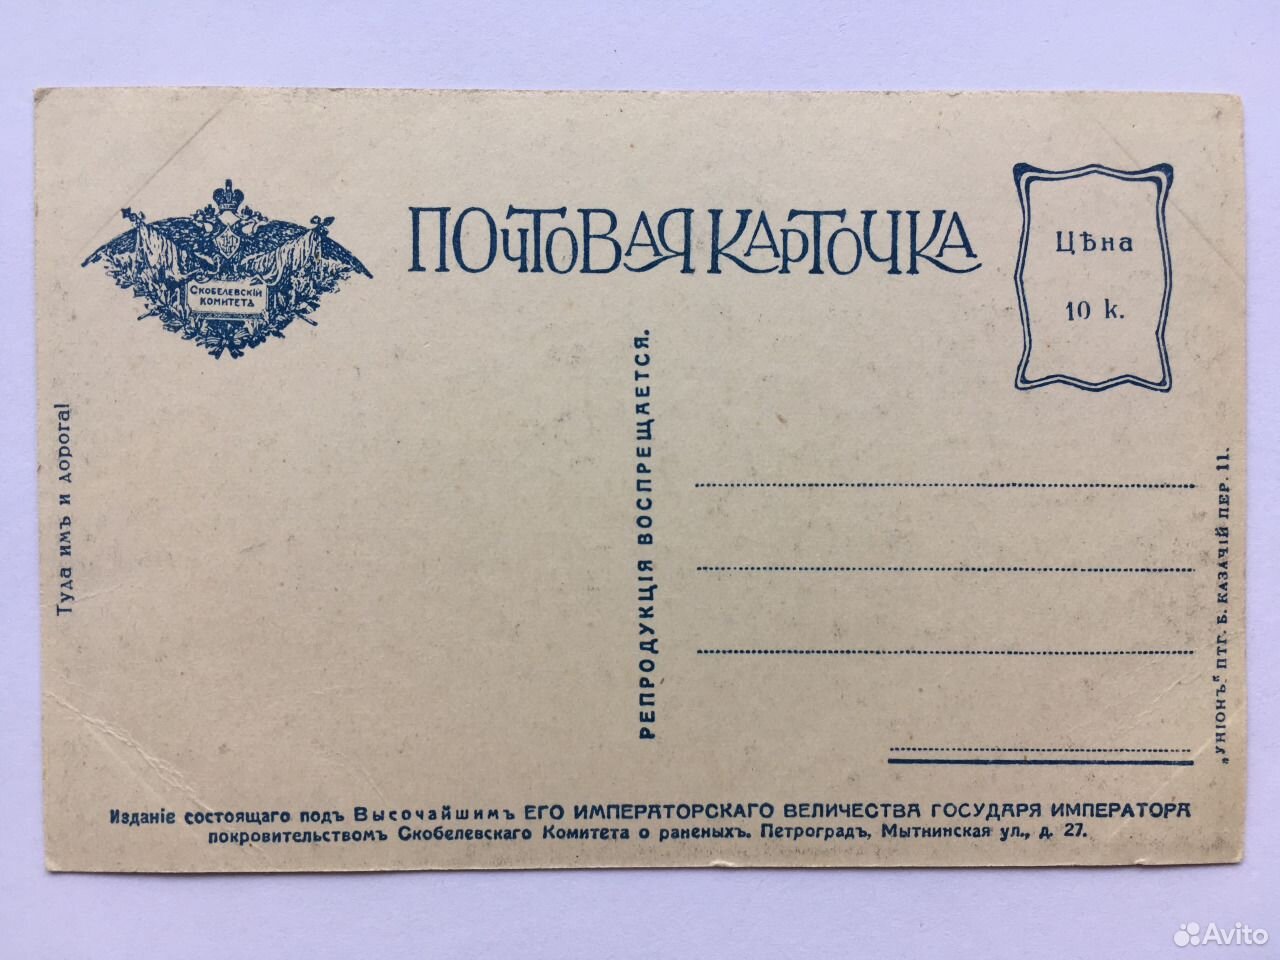 СКОБЕЛЕВСКІЙ
КОМИТЕТЪ
ПОЧТОВАЯ КАРТОЧКА
Цѣна
10 к.
Туда имъ и дорога!
РЕПРОДУКЦІЯ ВОСПРЕЩАЕТСЯ.
„УНІОНЪ" ПТГ. Б. КАЗАЧІЙ ПЕР. 11.
Изданіе состоящаго подъ Высочайшимъ ЕГО ИМПЕРАТОРСКАГО ВЕЛИЧЕСТВА ГОСУДАРЯ ИМПЕРАТОРА
покровительствомъ Скобелевскаго Комитета о раненыхъ. Петроградъ, Мытнинская ул., д. 27.
Avito